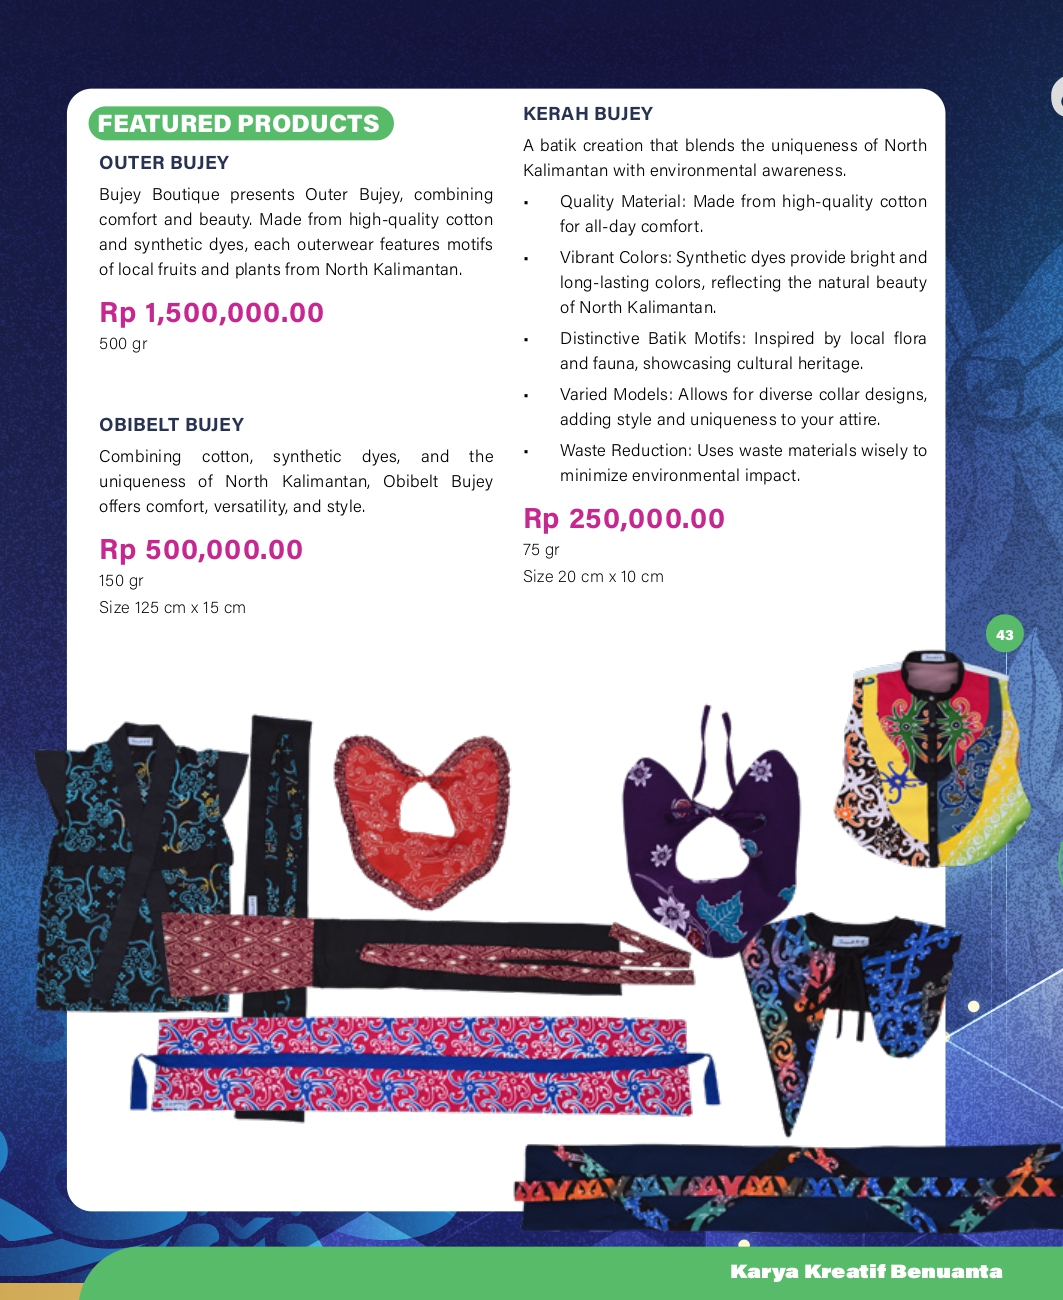 FEATURED PRODUCTS
OUTER BUJEY
Bujey Boutique presents Outer Bujey, combining
comfort and beauty. Made from high-quality cotton
and synthetic dyes, each outerwear features motifs
of local fruits and plants from North Kalimantan.
Rp 1,500,000.00
500 gr
OBIBELT BUJEY
Combining cotton, synthetic dyes, and the
uniqueness of North Kalimantan, Obibelt Bujey
offers comfort, versatility, and style.
Rp 500,000.00
150 gr
Size 125 cm x 15 cm
KERAH BUJEY
A batik creation that blends the uniqueness of North
Kalimantan with environmental awareness.
• Quality Material: Made from high-quality cotton
for all-day comfort.
• Vibrant Colors: Synthetic dyes provide bright and
long-lasting colors, reflecting the natural beauty
of North Kalimantan.
• Distinctive Batik Motifs: Inspired by local flora
and fauna, showcasing cultural heritage.
• Varied Models: Allows for diverse collar designs,
adding style and uniqueness to your attire.
• Waste Reduction: Uses waste materials wisely to
minimize environmental impact.
Rp 250,000.00
75 gr
Size 20 cm x 10 cm
43
Karya Kreatif Benuanta